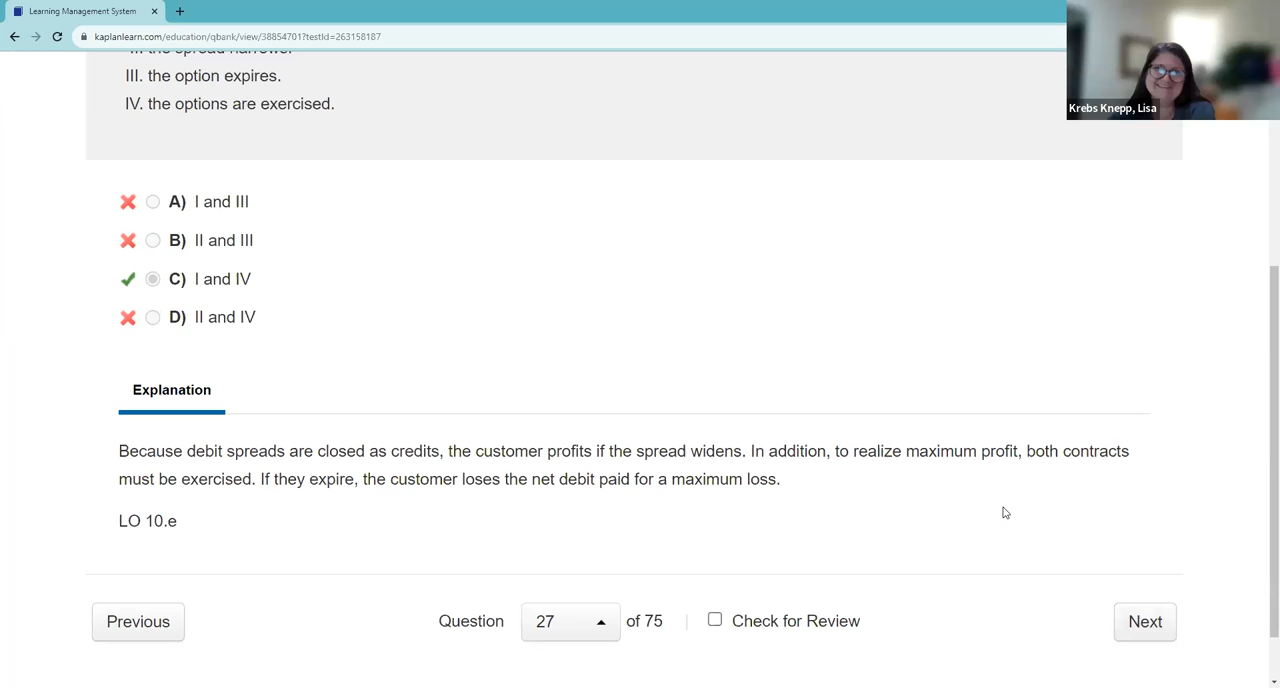 Learning Management System
kaplanlearn.com/education/qbank/view/38854701?testId=263158187
Krebs Knepp, Lisa
II. the spread narrows.
III. the option expires.
IV. the options are exercised.
A) I and III
B) II and III
C) I and IV
D) II and IV
Explanation
Because debit spreads are closed as credits, the customer profits if the spread widens. In addition, to realize maximum profit, both contracts
must be exercised. If they expire, the customer loses the net debit paid for a maximum loss.
LO 10.e
Previous
Question 27 of 75 Check for Review
Next